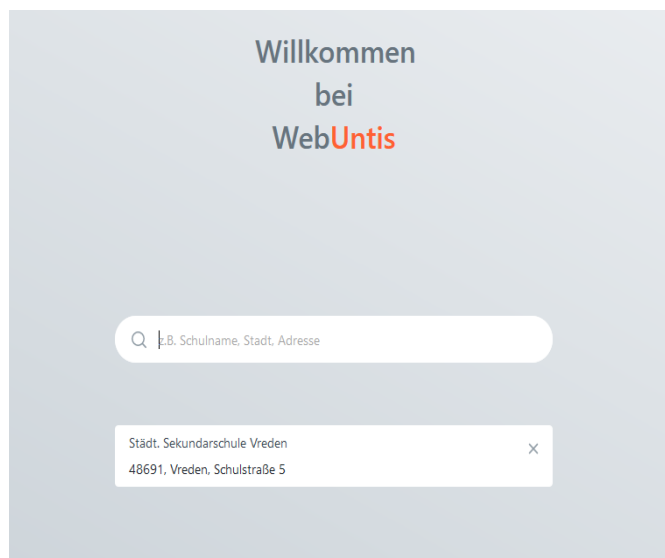 Willkommen
bei
WebUntis
z.B. Schulname, Stadt, Adresse
Städt. Sekundarschule Vreden
48691, Vreden, Schulstraße 5